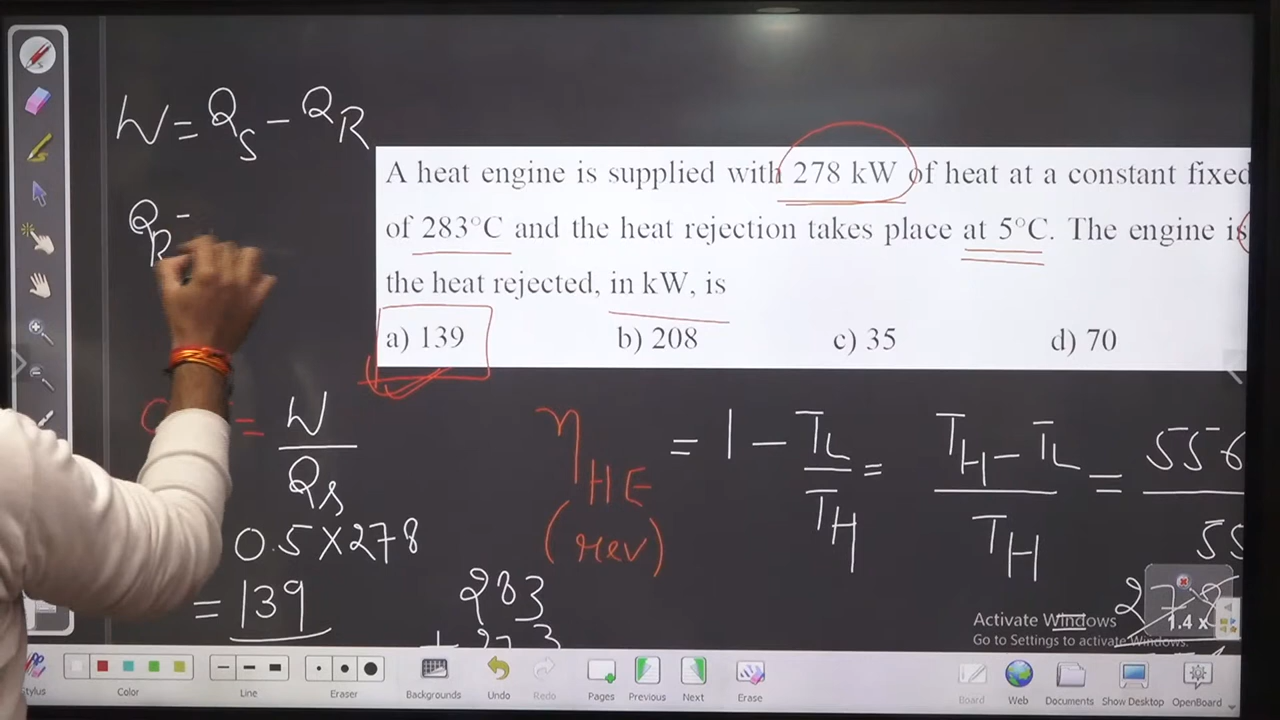 W = Q_S - Q_R
A heat engine is supplied with 278 kW of heat at a constant fixed
Q_R =
of 283°C and the heat rejection takes place at 5°C. The engine is
the heat rejected, in kW, is
a) 139 b) 208 c) 35 d) 70
= W / Q_S
η_HE (rev) = 1 - T_L / T_H = T_H - T_L / T_H = 556
55
0.5 × 278
= 139
283
+ 273
278
Activate Windows
Go to Settings to activate Windows.
1.4 x
Stylus
Color
Line
Eraser
Backgrounds
Undo
Redo
Pages
Previous
Next
Erase
Board
Web
Documents
Show Desktop
OpenBoard